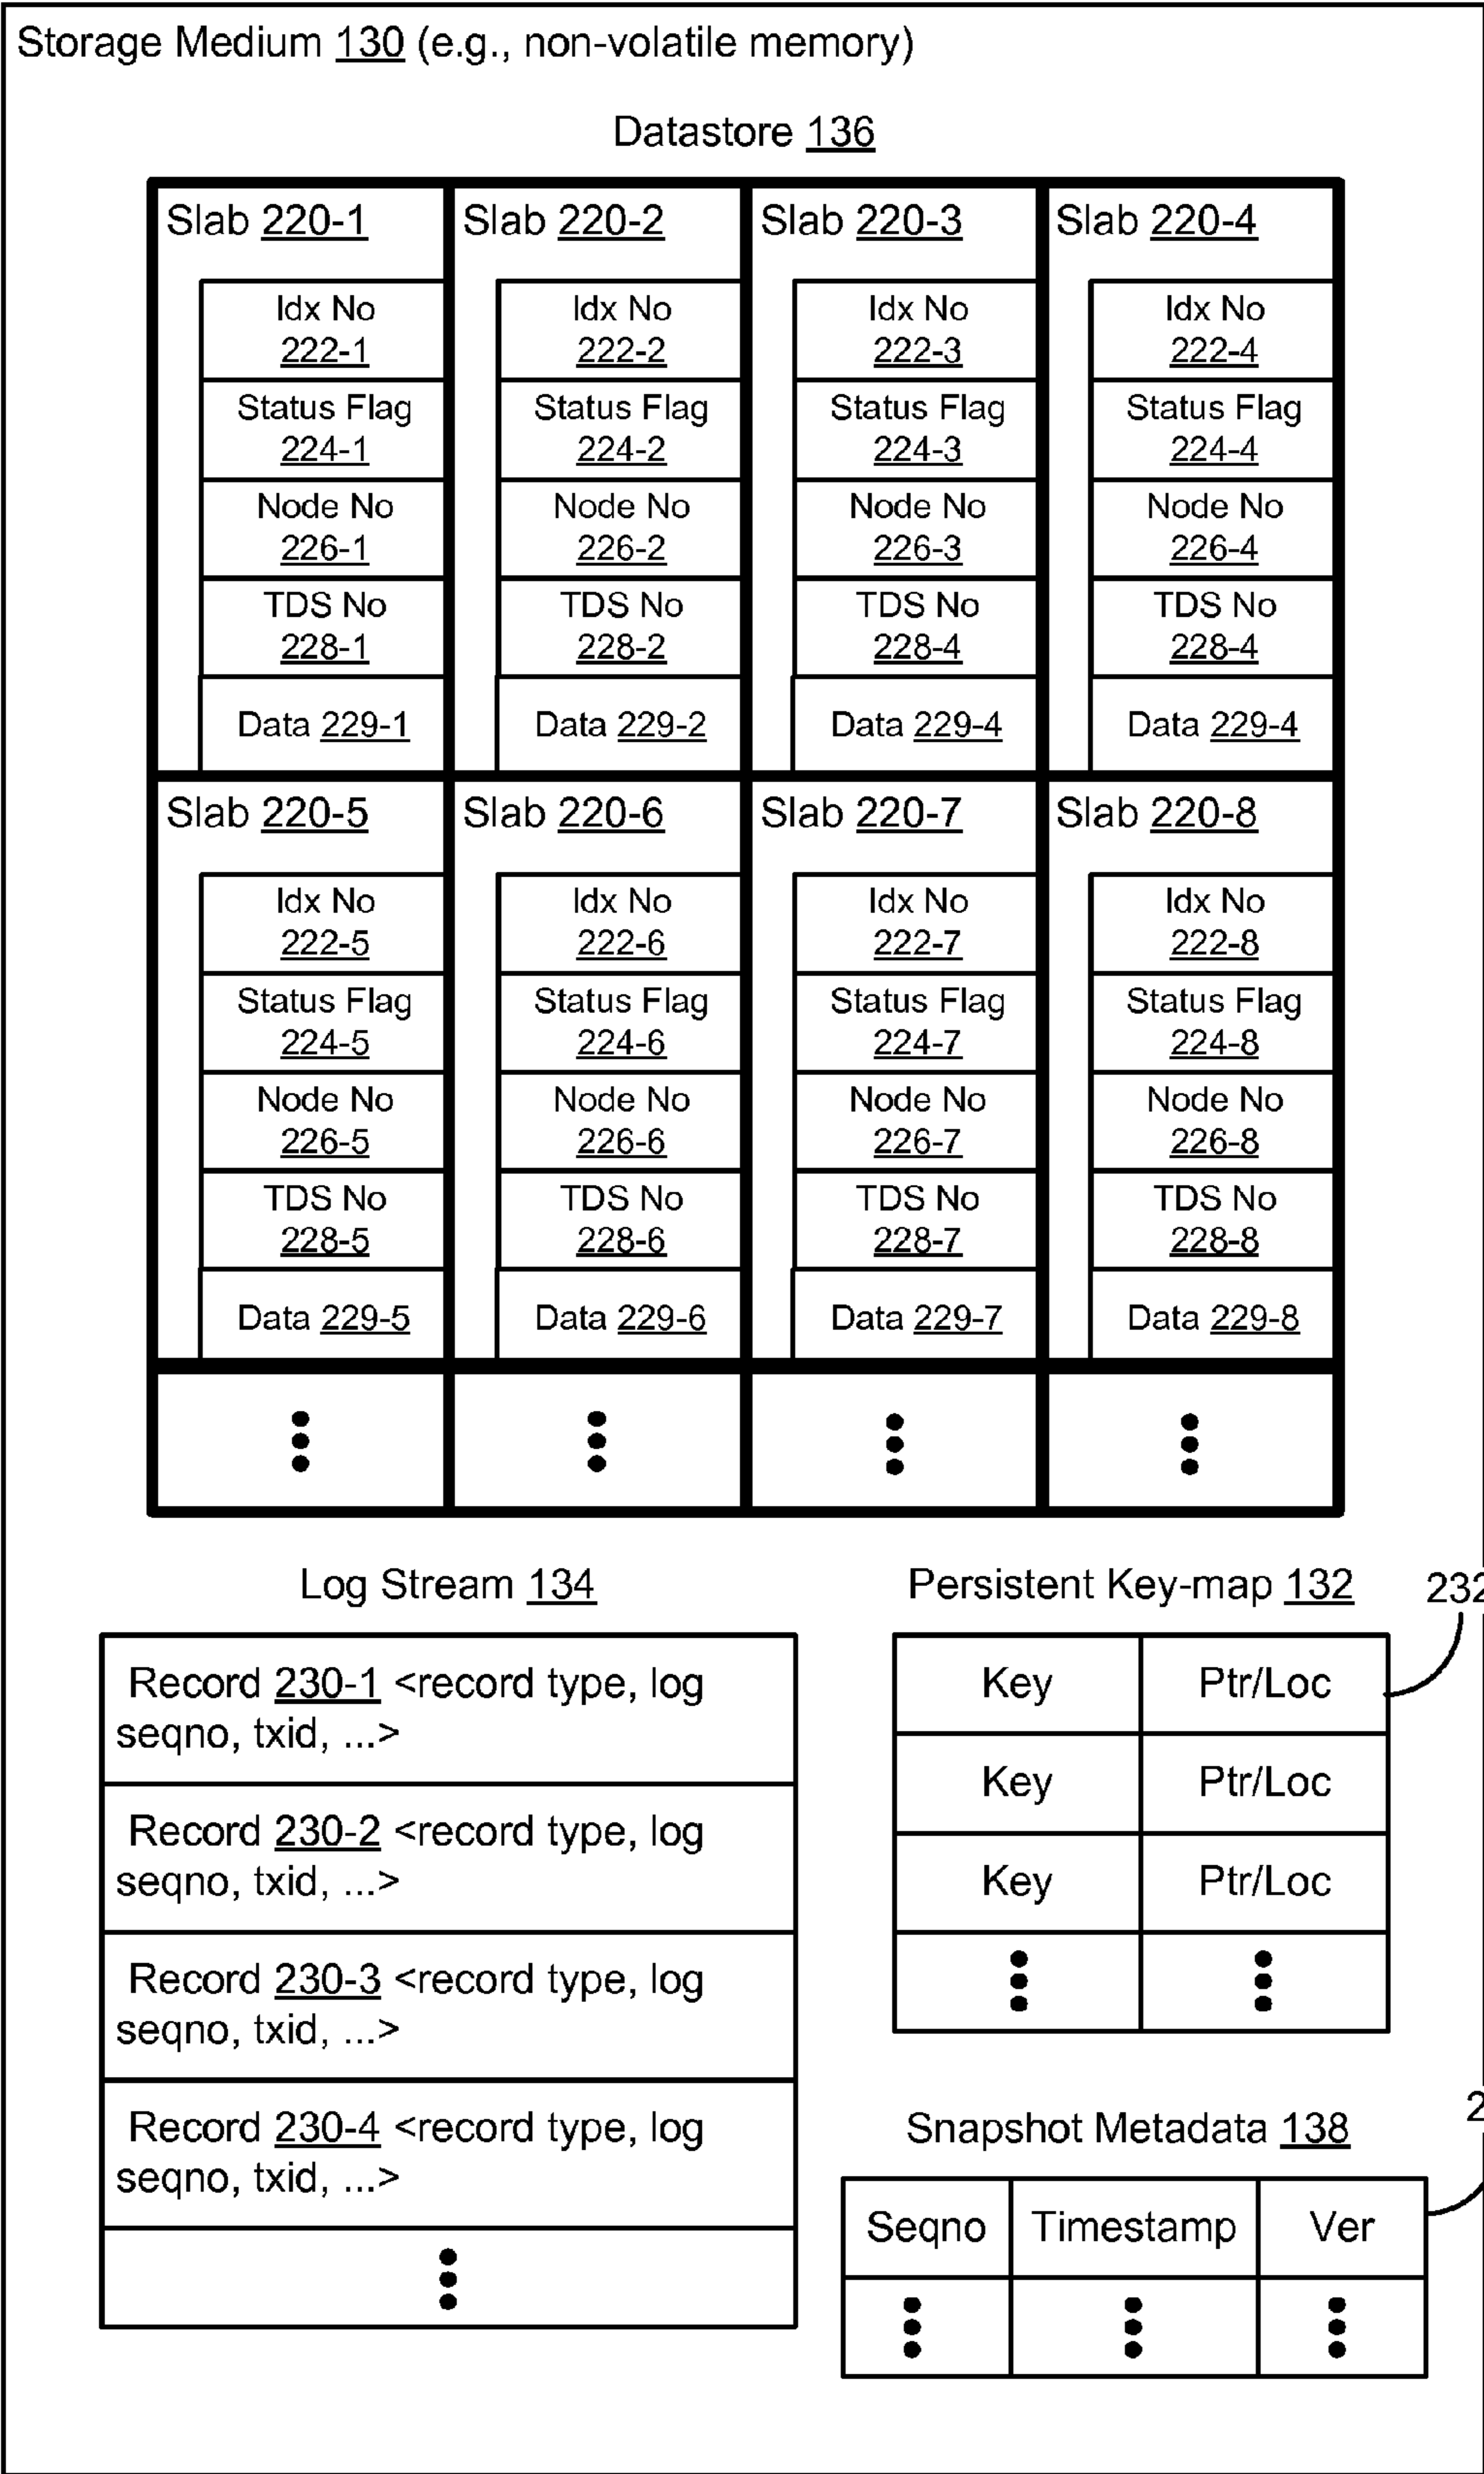 Storage Medium 130 (e.g., non-volatile memory)
Datastore 136
Slab 220-1
Idx No
222-1
Status Flag
224-1
Node No
226-1
TDS No
228-1
Data 229-1
Slab 220-2
Idx No
222-2
Status Flag
224-2
Node No
226-2
TDS No
228-2
Data 229-2
Slab 220-3
Idx No
222-3
Status Flag
224-3
Node No
226-3
TDS No
228-4
Data 229-4
Slab 220-4
Idx No
222-4
Status Flag
224-4
Node No
226-4
TDS No
228-4
Data 229-4
Slab 220-5
Idx No
222-5
Status Flag
224-5
Node No
226-5
TDS No
228-5
Data 229-5
Slab 220-6
Idx No
222-6
Status Flag
224-6
Node No
226-6
TDS No
228-6
Data 229-6
Slab 220-7
Idx No
222-7
Status Flag
224-7
Node No
226-7
TDS No
228-7
Data 229-7
Slab 220-8
Idx No
222-8
Status Flag
224-8
Node No
226-8
TDS No
228-8
Data 229-8
Log Stream 134
Record 230-1 <record type, log
seqno, txid, ...>
Record 230-2 <record type, log
seqno, txid, ...>
Record 230-3 <record type, log
seqno, txid, ...>
Record 230-4 <record type, log
seqno, txid, ...>
Persistent Key-map 132
232
Key Ptr/Loc
Key Ptr/Loc
Key Ptr/Loc
Snapshot Metadata 138
Seqno Timestamp Ver